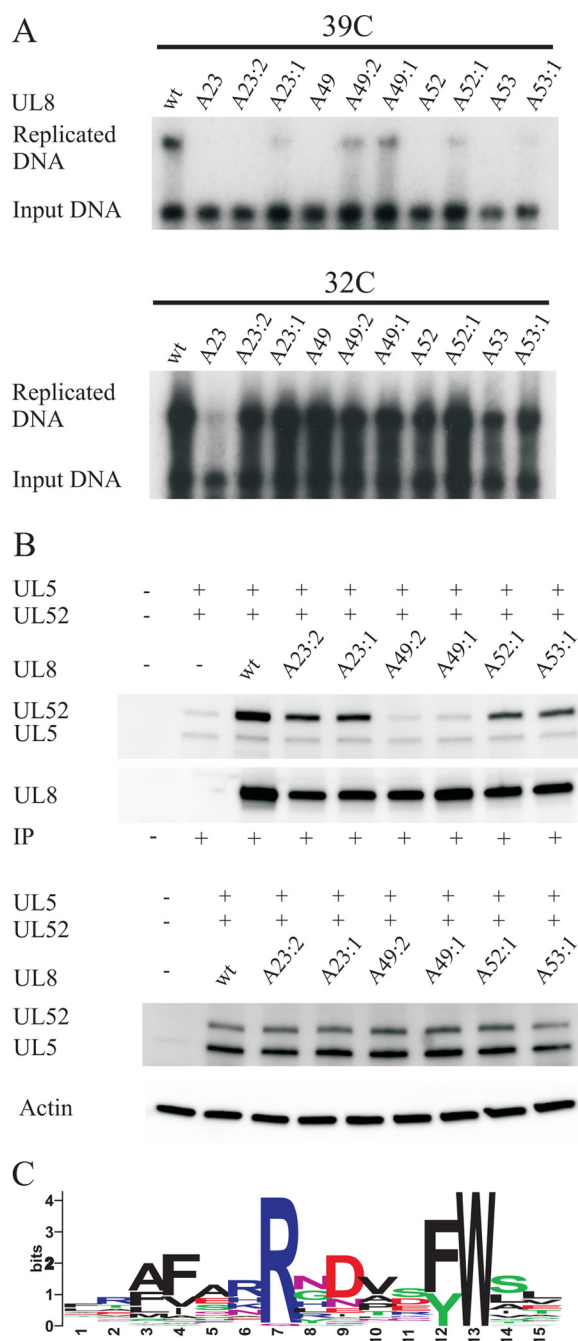 A
39C
UL8 wt A23 A23:2 A23:1 A49 A49:2 A49:1 A52 A52:1 A53 A53:1
Replicated
DNA
Input DNA
32C
wt A23 A23:2 A23:1 A49 A49:2 A49:1 A52 A52:1 A53 A53:1
Replicated
DNA
Input DNA
B
UL5 - + + + + + + + +
UL52 - + + + + + + + +
UL8 - - wt A23:2 A23:1 A49:2 A49:1 A52:1 A53:1
UL52
UL5
UL8
IP - + + + + + + + +
UL5 - + + + + + + +
UL52 - + + + + + + +
UL8 - wt A23:2 A23:1 A49:2 A49:1 A52:1 A53:1
UL52
UL5
Actin
C
4
3
2
1
0
bits
A F A R R N D V S F W S
Y
1 2 3 4 5 6 7 8 9 10 11 12 13 14 15